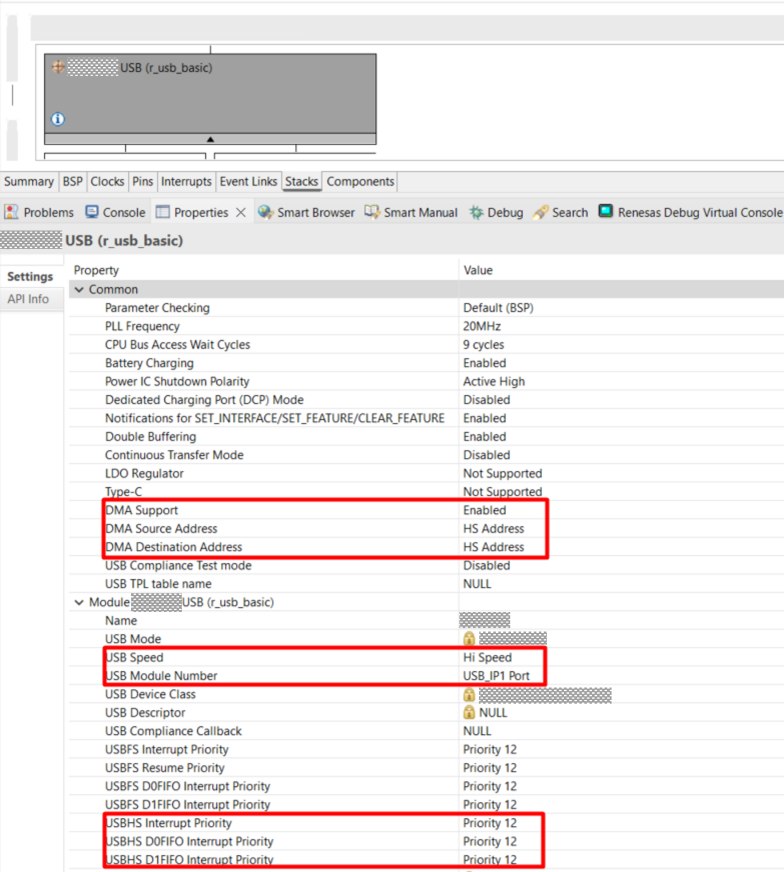 USB (r_usb_basic)
Summary BSP Clocks Pins Interrupts Event Links Stacks Components
Problems Console Properties Smart Browser Smart Manual Debug Search Renesas Debug Virtual Console
USB (r_usb_basic)
Settings
API Info
Property Value
Common
Parameter Checking Default (BSP)
PLL Frequency 20MHz
CPU Bus Access Wait Cycles 9 cycles
Battery Charging Enabled
Power IC Shutdown Polarity Active High
Dedicated Charging Port (DCP) Mode Disabled
Notifications for SET_INTERFACE/SET_FEATURE/CLEAR_FEATURE Enabled
Double Buffering Enabled
Continuous Transfer Mode Disabled
LDO Regulator Not Supported
Type-C Not Supported
DMA Support Enabled
DMA Source Address HS Address
DMA Destination Address HS Address
USB Compliance Test mode Disabled
USB TPL table name NULL
Module USB (r_usb_basic)
Name
USB Mode
USB Speed Hi Speed
USB Module Number USB_IP1 Port
USB Device Class
USB Descriptor NULL
USB Compliance Callback NULL
USBFS Interrupt Priority Priority 12
USBFS Resume Priority Priority 12
USBFS D0FIFO Interrupt Priority Priority 12
USBFS D1FIFO Interrupt Priority Priority 12
USBHS Interrupt Priority Priority 12
USBHS D0FIFO Interrupt Priority Priority 12
USBHS D1FIFO Interrupt Priority Priority 12